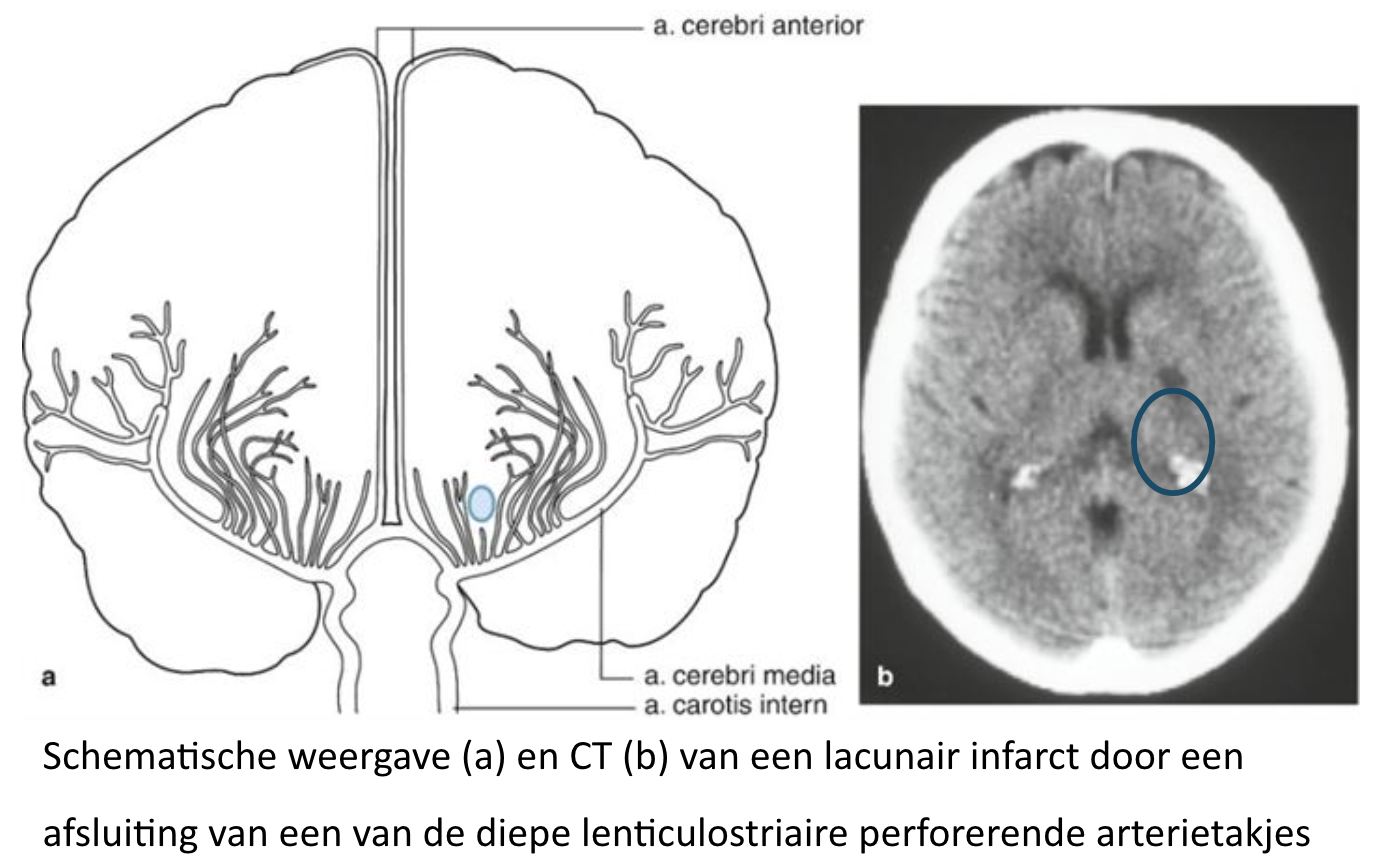 a. cerebri anterior
a. cerebri media
a. carotis intern
a
b
Schematische weergave (a) en CT (b) van een lacunair infarct door een
afsluiting van een van de diepe lenticulostriaire perforerende arterietakjes